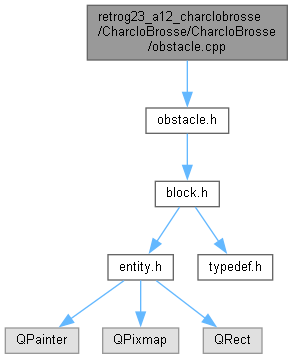 retrog23_a12_charclobrosse
/CharcloBrosse/CharcloBrosse
/obstacle.cpp
obstacle.h
block.h
entity.h
typedef.h
QPainter
QPixmap
QRect